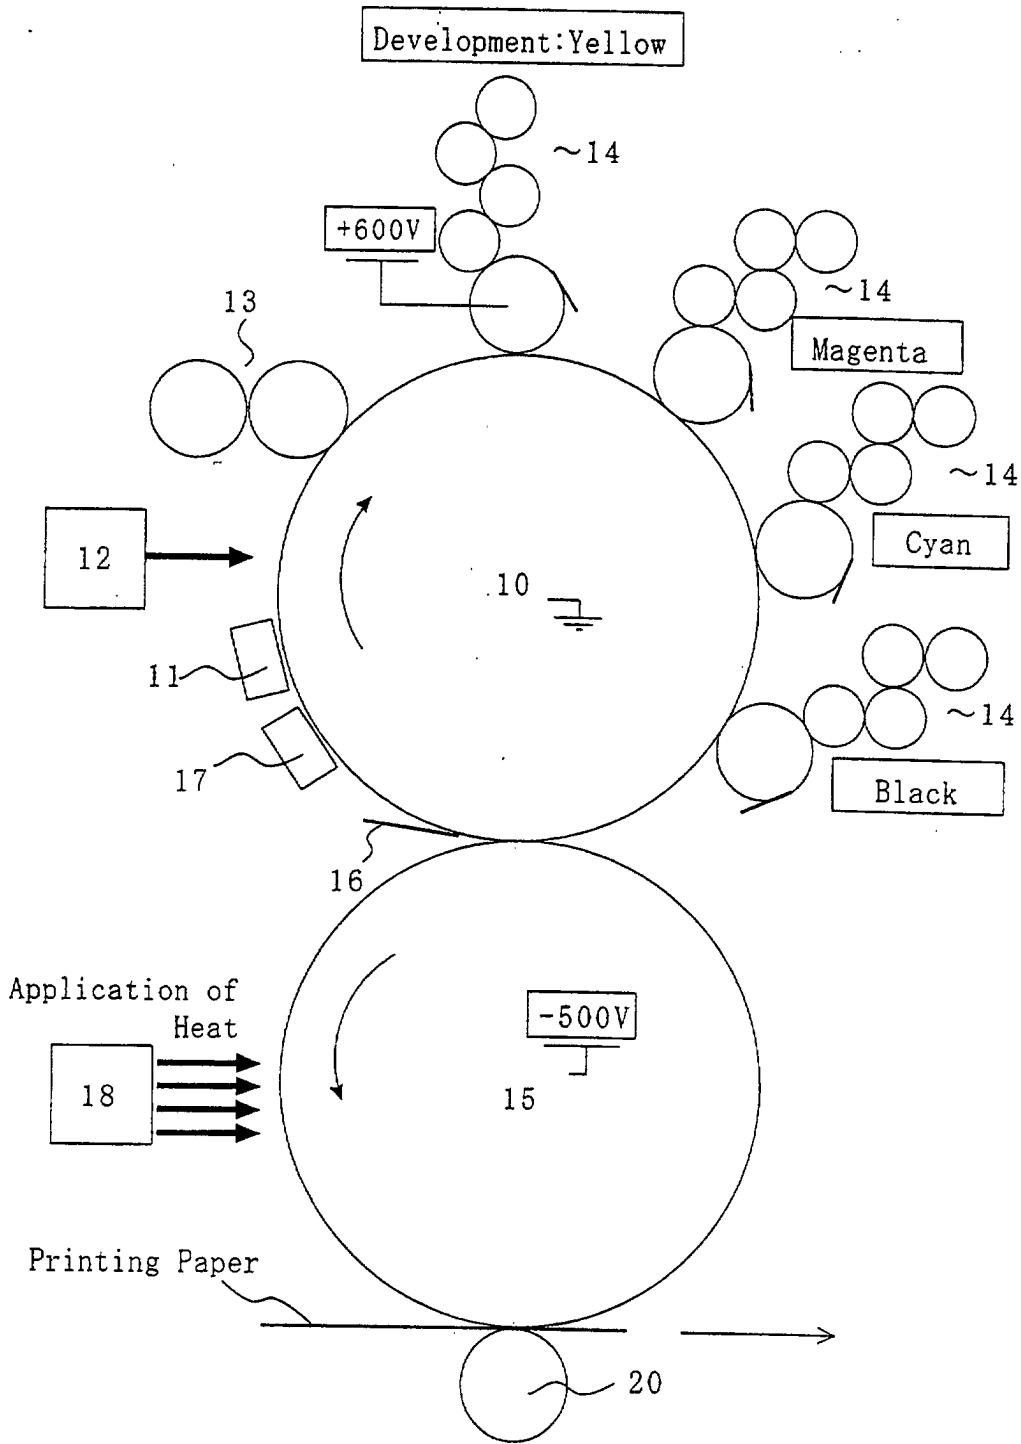 Development:Yellow
~14
+600V
~14
13
Magenta
~14
12
Cyan
10
11
~14
17
Black
16
Application of
Heat
-500V
18
15
Printing Paper
20